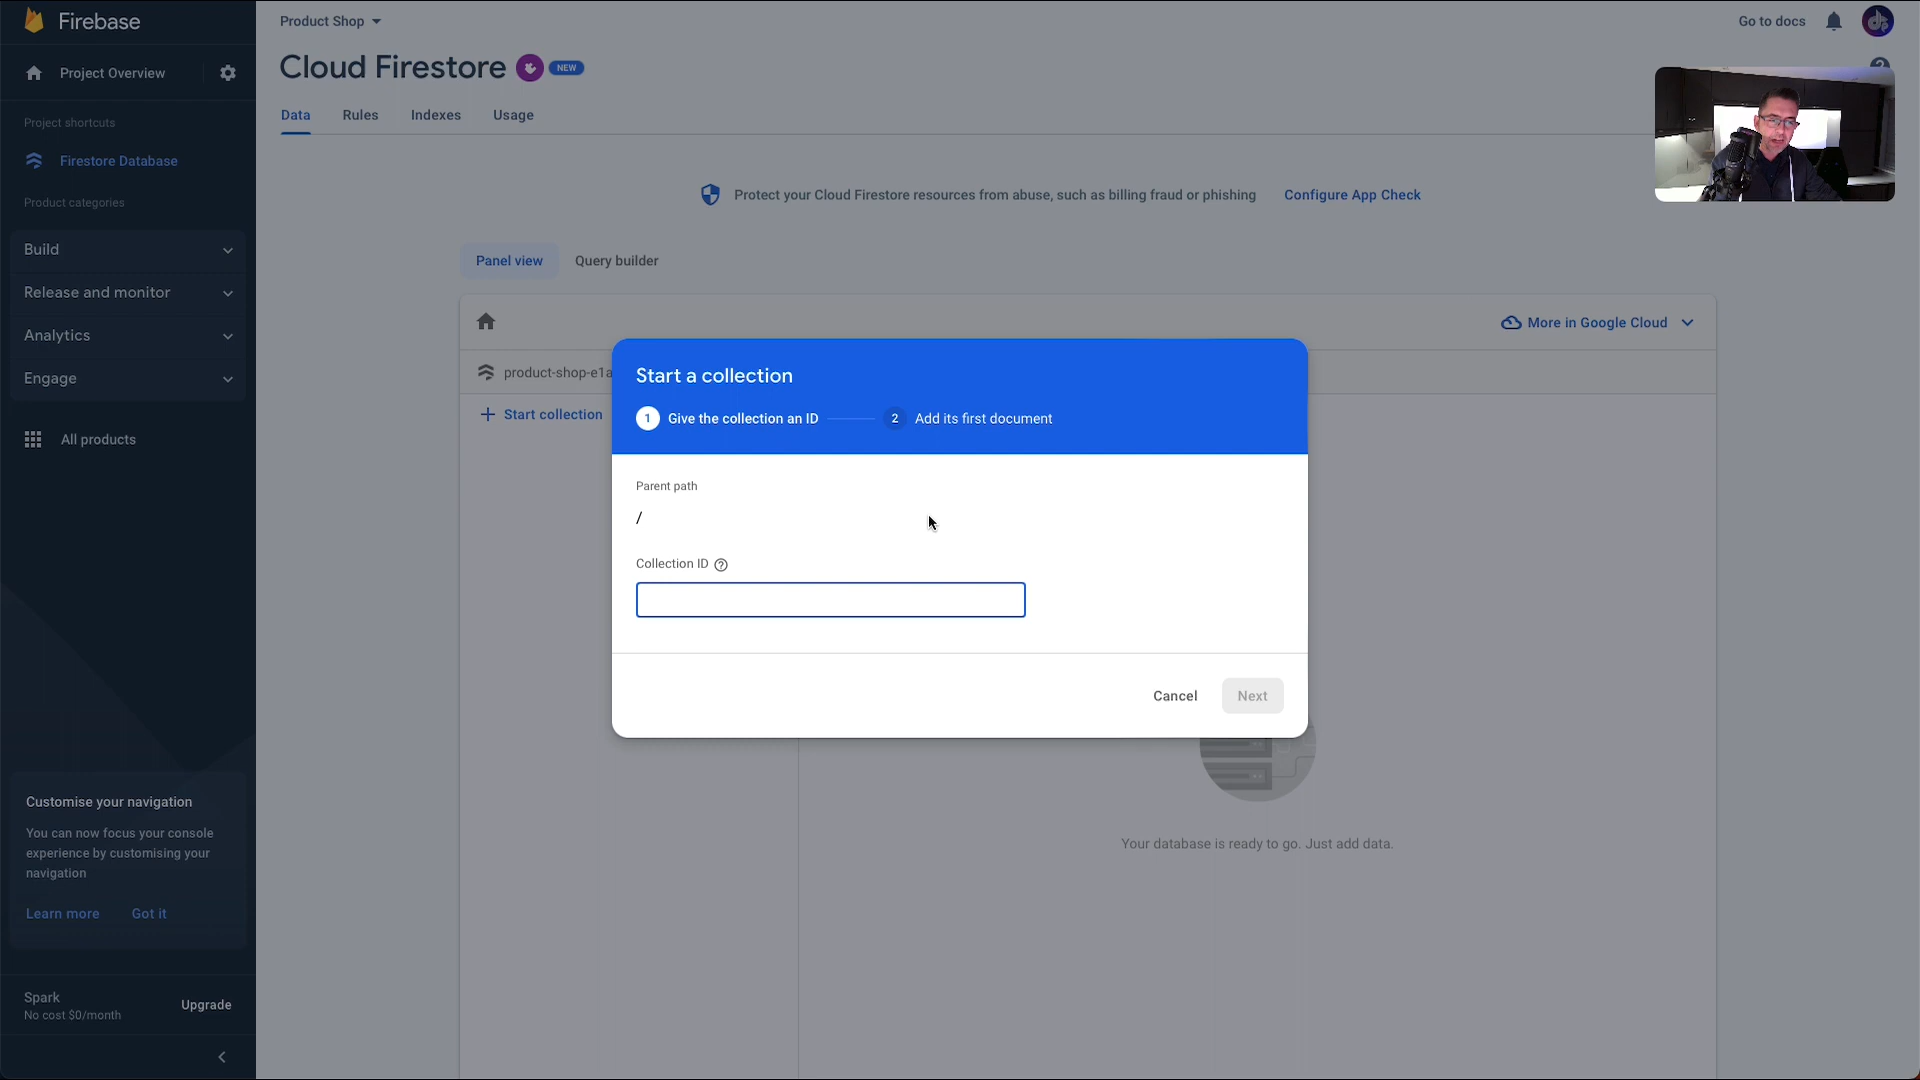 Firebase
Project Overview
Project shortcuts
Firestore Database
Product categories
Build
Release and monitor
Analytics
Engage
All products
Customise your navigation
You can now focus your console
experience by customising your
navigation
Learn more Got it
Spark
No cost $0/month
Upgrade
Product Shop
Go to docs
Cloud Firestore NEW
Data Rules Indexes Usage
Protect your Cloud Firestore resources from abuse, such as billing fraud or phishing Configure App Check
Panel view Query builder
More in Google Cloud
product-shop-e1a
+ Start collection
Start a collection
1 Give the collection an ID 2 Add its first document
Parent path
/
Collection ID
Cancel Next
Your database is ready to go. Just add data.